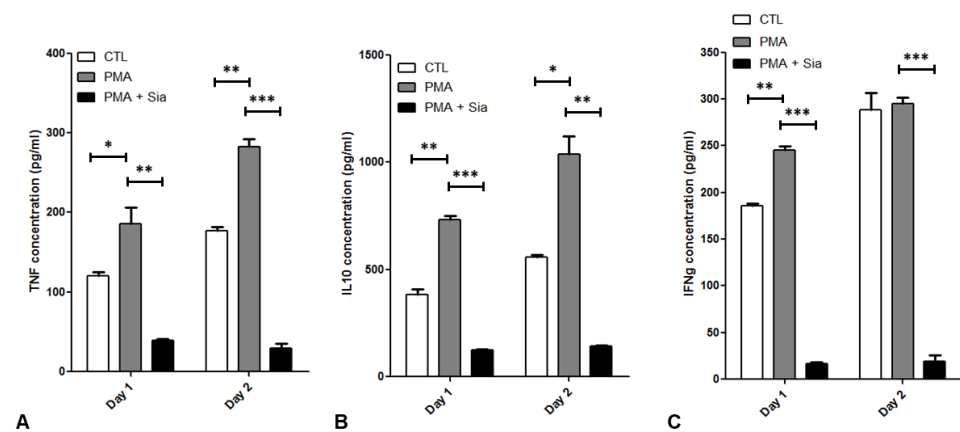 CTL
PMA
PMA + Sia
TNF concentration (pg/ml)
400
300
200
100
0
*
**
**
***
Day 1
Day 2
A
CTL
PMA
PMA + Sia
IL10 concentration (pg/ml)
1500
1000
500
0
**
***
*
**
Day 1
Day 2
B
CTL
PMA
PMA + Sia
IFNg concentration (pg/ml)
350
300
250
200
150
100
50
0
**
***
***
Day 1
Day 2
C